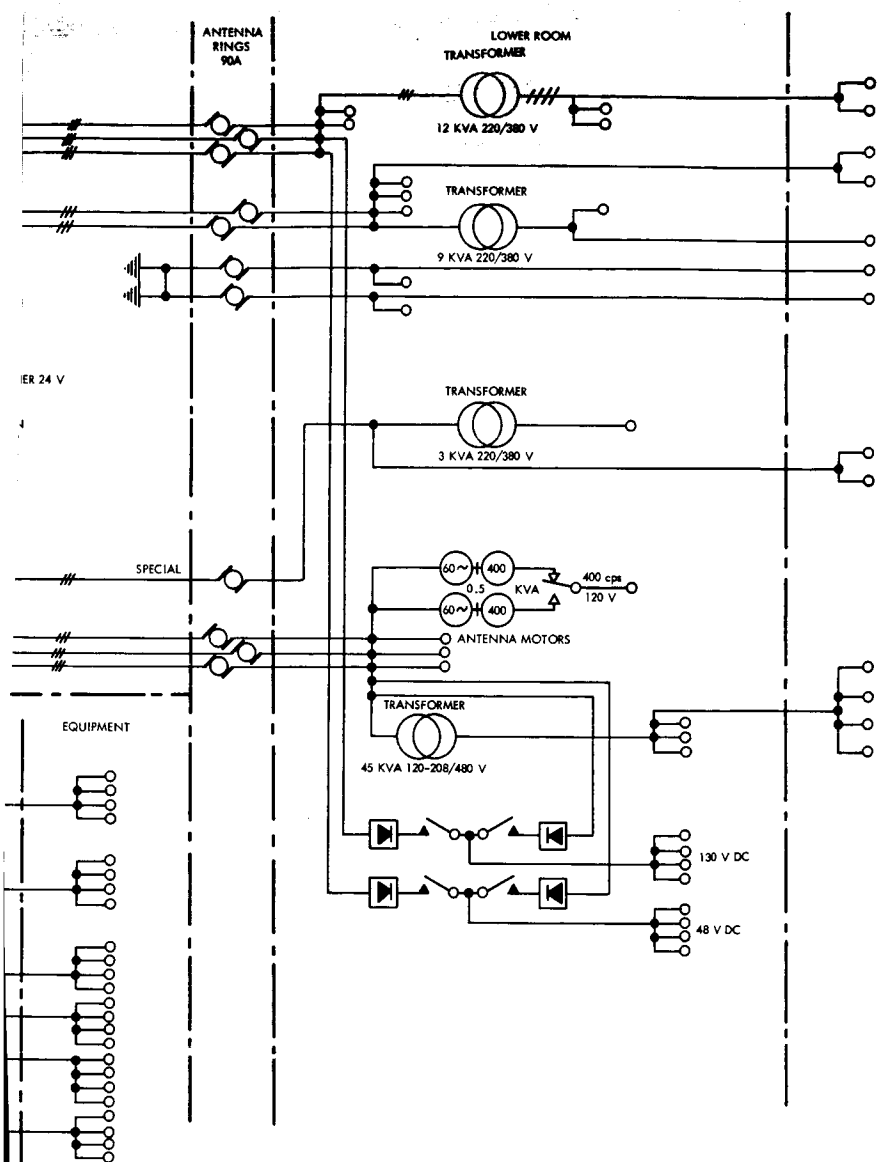 ANTENNA
RINGS
90A
LOWER ROOM
TRANSFORMER
12 KVA 220/380 V
TRANSFORMER
9 KVA 220/380 V
ER 24 V
TRANSFORMER
3 KVA 220/380 V
SPECIAL
60~ 400
0.5 KVA
400 cps
120 V
60~ 400
ANTENNA MOTORS
TRANSFORMER
45 KVA 120-208/480 V
EQUIPMENT
130 V DC
48 V DC